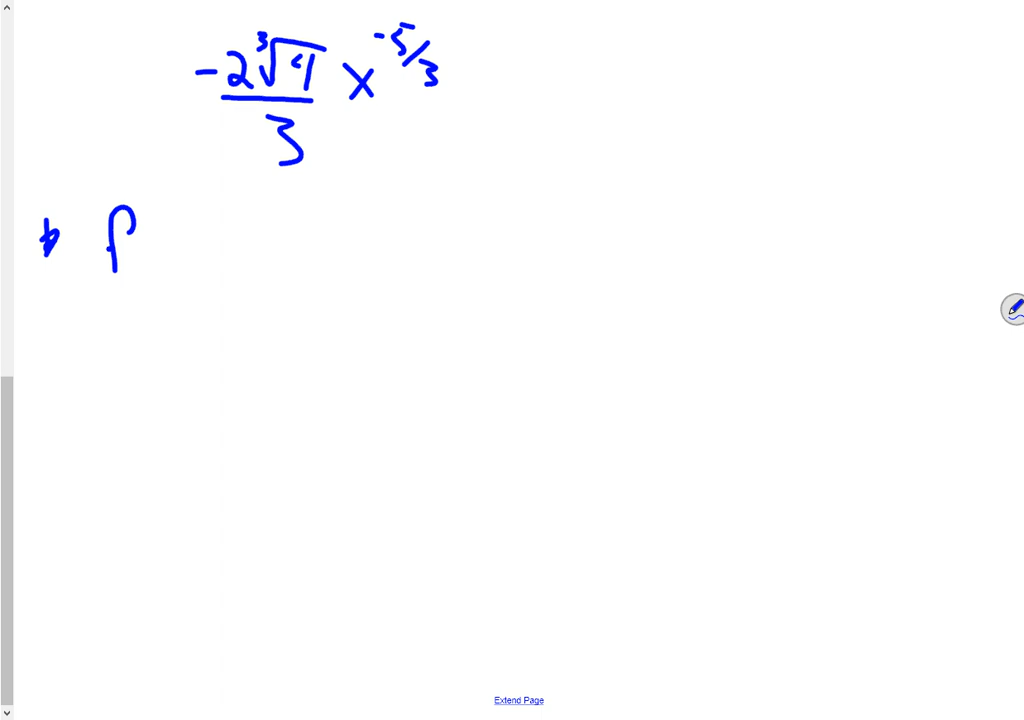 -2∛4/3 x^-5/3
* P
Extend Page